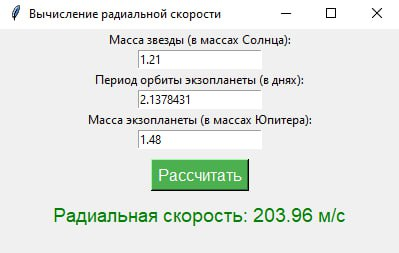 Вычисление радиальной скорости
Масса звезды (в массах Солнца):
1.21
Период орбиты экзопланеты (в днях):
2.1378431
Масса экзопланеты (в массах Юпитера):
1.48
Рассчитать
Радиальная скорость: 203.96 м/с